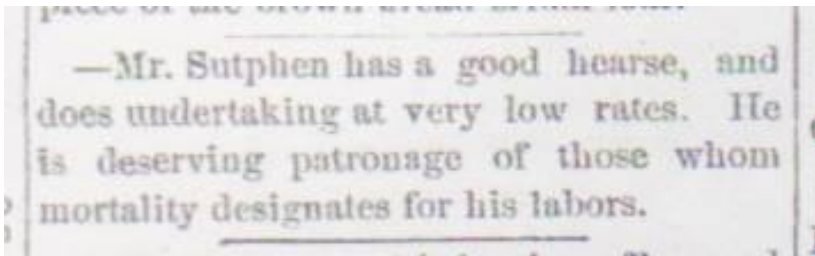 —Mr. Sutphen has a good hearse, and
does undertaking at very low rates. He
is deserving patronage of those whom
mortality designates for his labors.